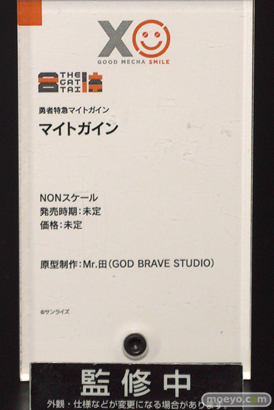 XO
GOOD MECHA SMILE
合 THE GATTAI 体
勇者特急マイトガイン
マイトガイン
NONスケール
発売時期：未定
価格：未定
原型制作：Mr.田（GOD BRAVE STUDIO）
©サンライズ
監修中
外観・仕様などが変更になる場合があります。
moeyo.com